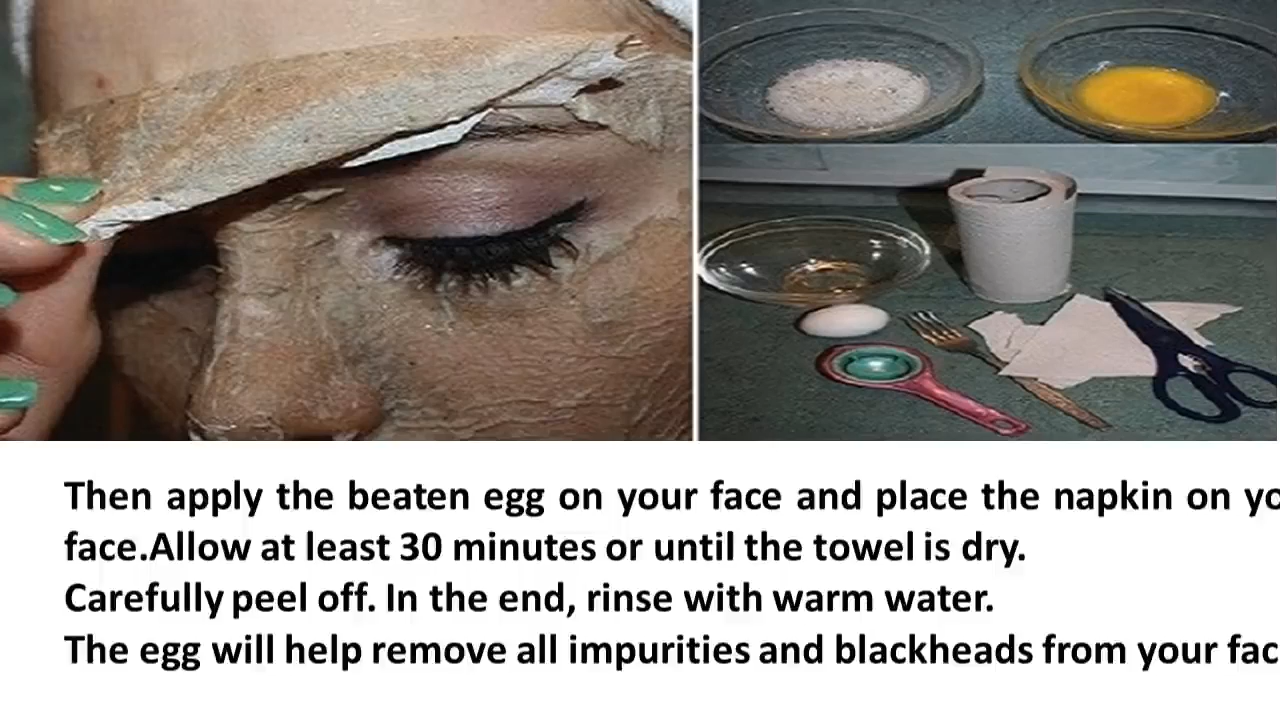 Then apply the beaten egg on your face and place the napkin on
face.Allow at least 30 minutes or until the towel is dry.
Carefully peel off. In the end, rinse with warm water.
The egg will help remove all impurities and blackheads from your